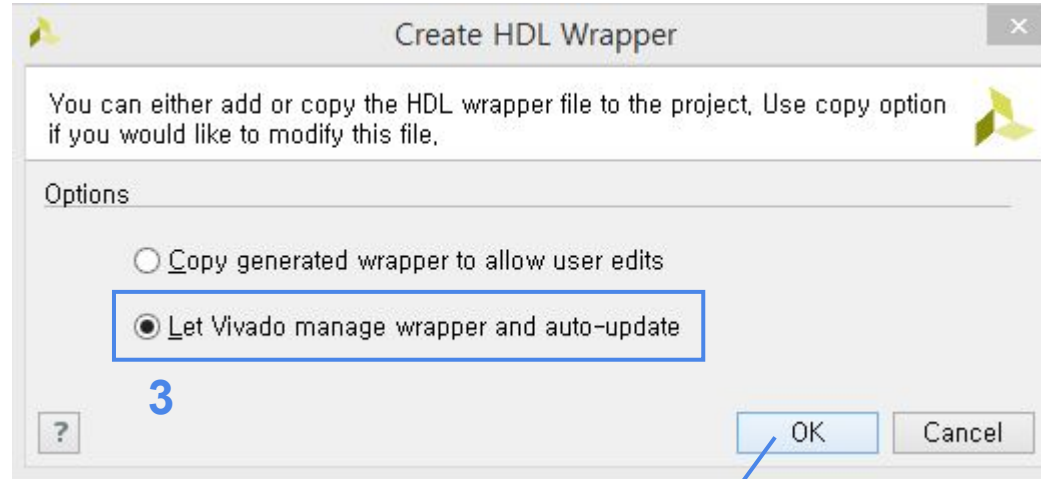 Create HDL Wrapper
×
You can either add or copy the HDL wrapper file to the project, Use copy option
if you would like to modify this file,
Options
Copy generated wrapper to allow user edits
Let Vivado manage wrapper and auto-update
3
?
OK
Cancel